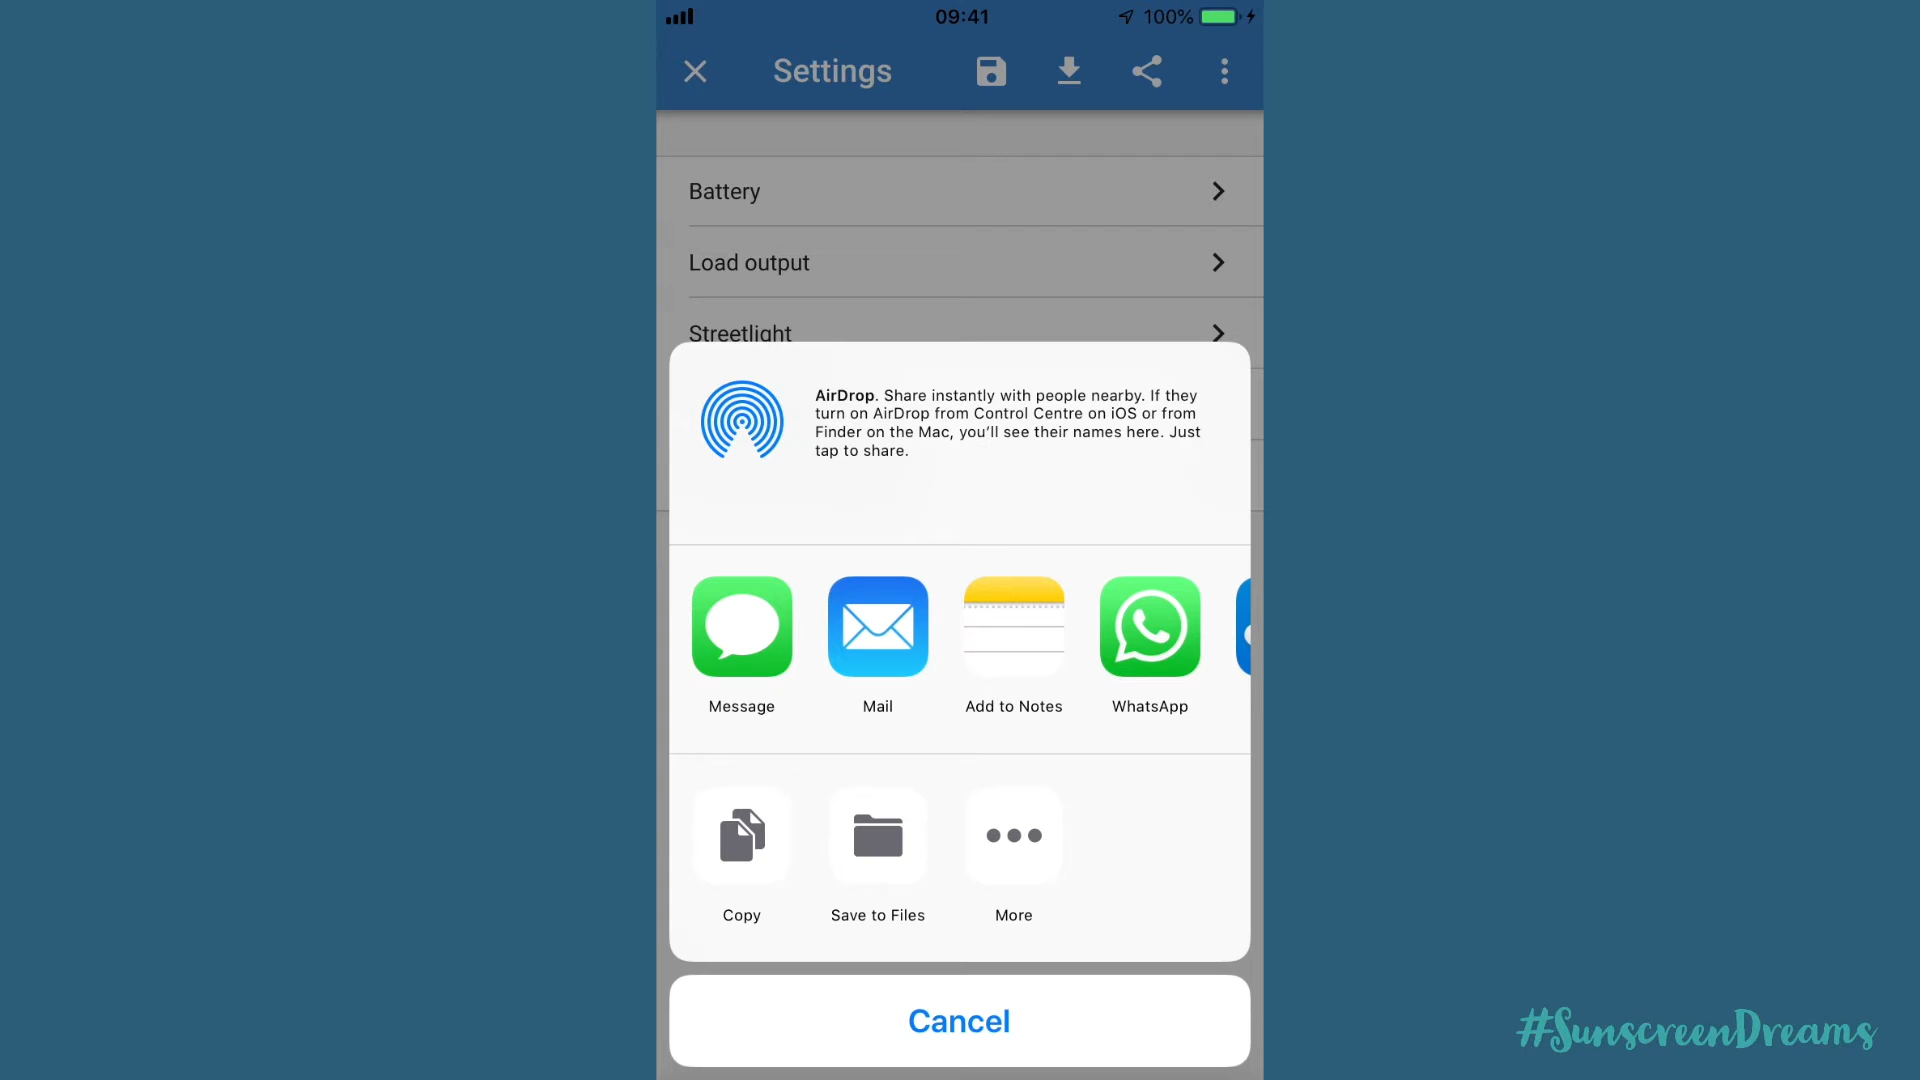 09:41
100%
Settings
Battery
Load output
Streetlight
AirDrop. Share instantly with people nearby. If they
turn on AirDrop from Control Centre on iOS or from
Finder on the Mac, you’ll see their names here. Just
tap to share.
Message
Mail
Add to Notes
WhatsApp
Copy
Save to Files
More
Cancel
#SunscreenDreams